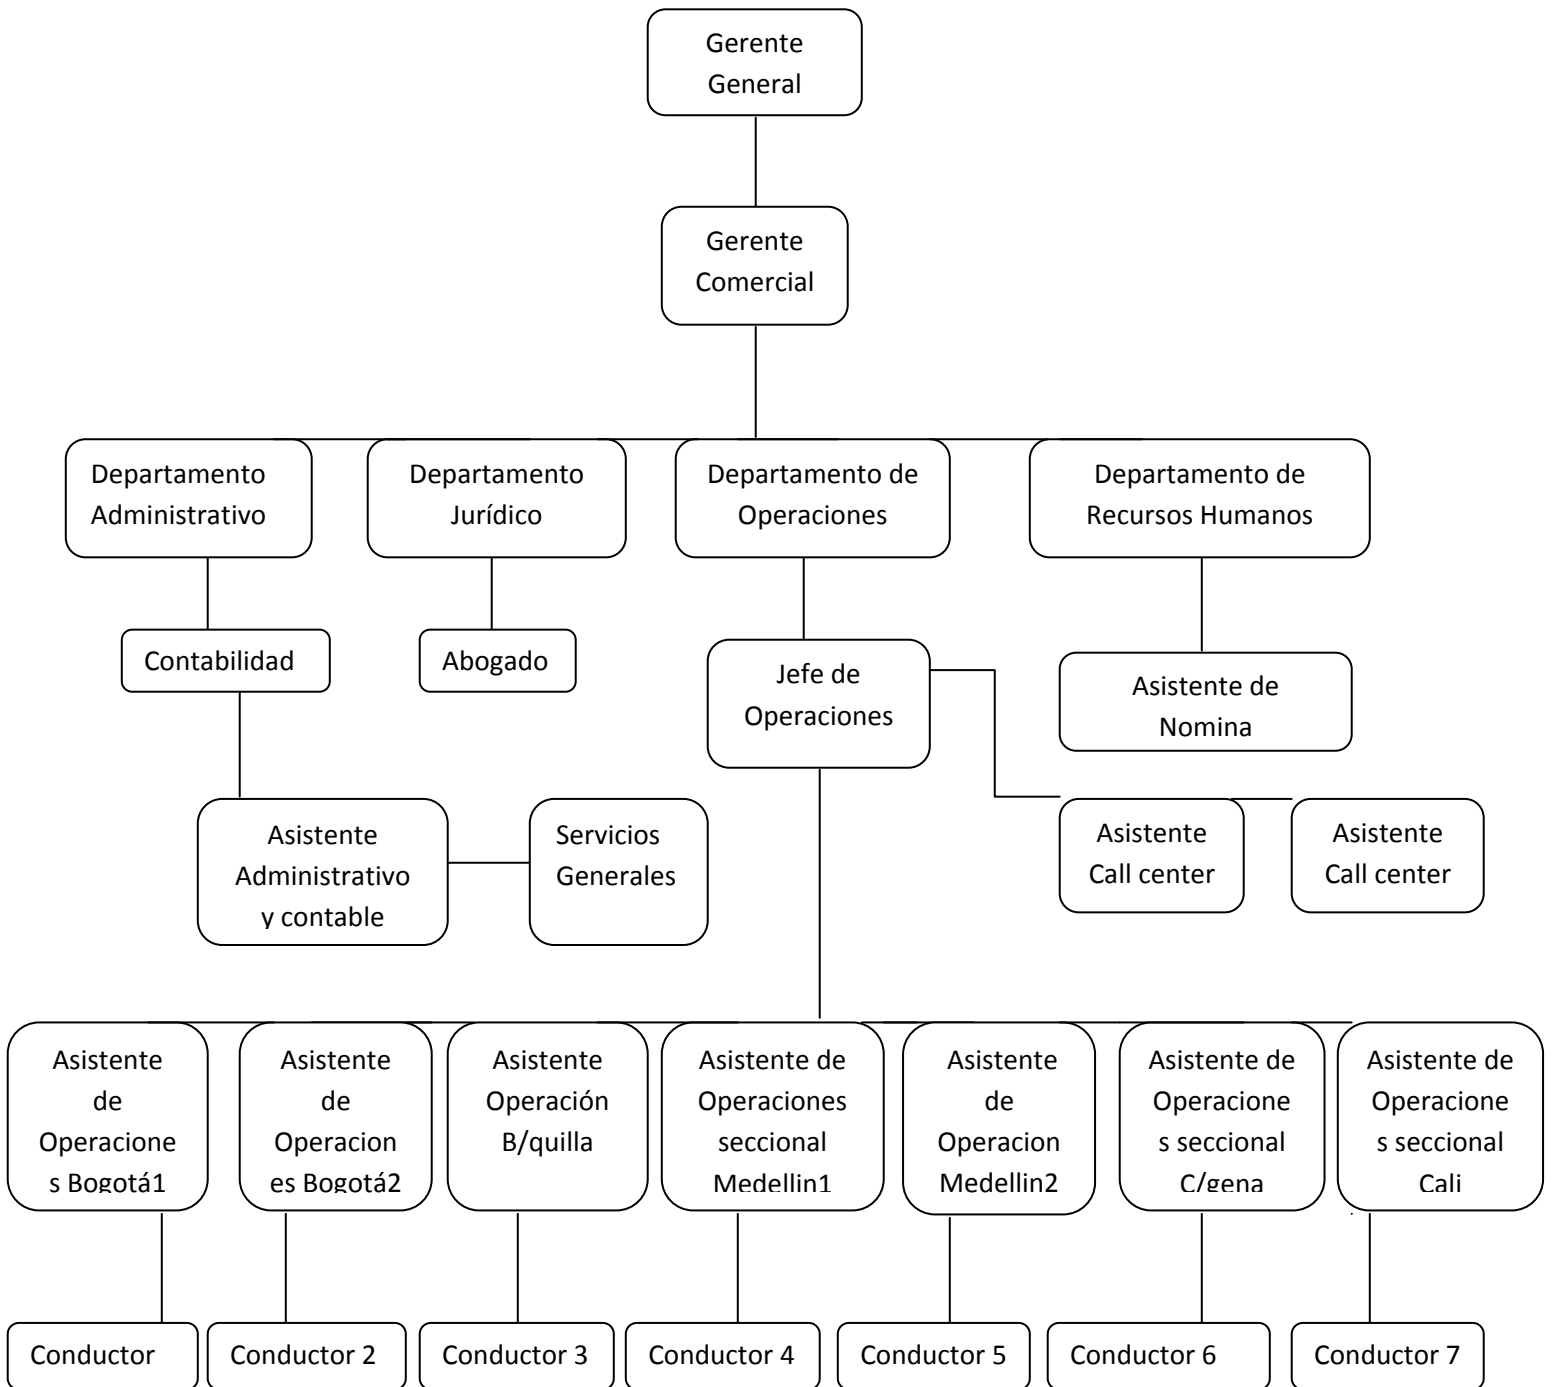 Gerente
General
Gerente
Comercial
Departamento
Administrativo
Departamento
Jurídico
Departamento de
Operaciones
Departamento de
Recursos Humanos
Contabilidad
Abogado
Jefe de
Operaciones
Asistente de
Nomina
Asistente
Administrativo
y contable
Servicios
Generales
Asistente
Call center
Asistente
Call center
Asistente
de
Operacione
s Bogotá1
Asistente
de
Operacion
es Bogotá2
Asistente
Operación
B/quilla
Asistente de
Operaciones
seccional
Medellin1
Asistente
de
Operacion
Medellin2
Asistente de
Operacione
s seccional
C/gena
Asistente de
Operacione
s seccional
Cali
Conductor
Conductor 2
Conductor 3
Conductor 4
Conductor 5
Conductor 6
Conductor 7